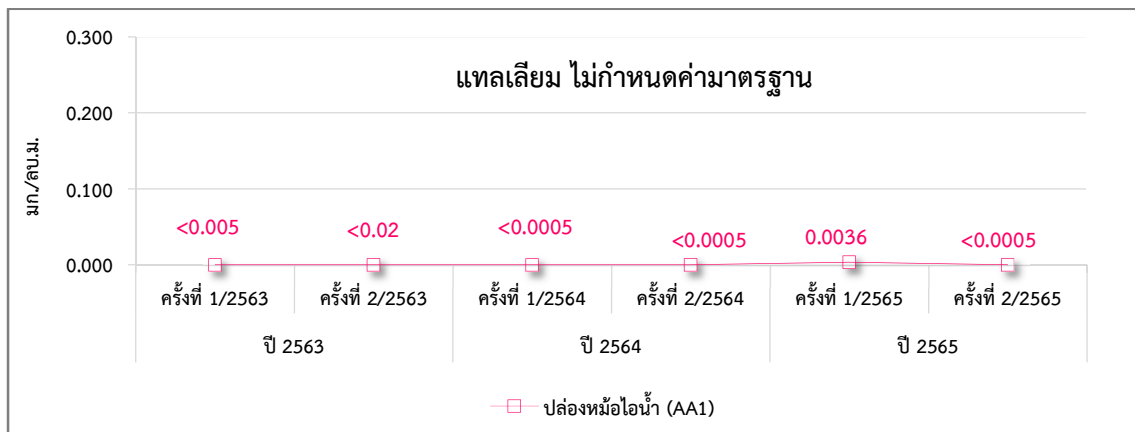 แทลเลียม ไม่กำหนดค่ามาตรฐาน
มก./ลบ.ม.
0.300
0.200
0.100
0.000
<0.005 <0.02 <0.0005 <0.0005 0.0036 <0.0005
ครั้งที่ 1/2563 ครั้งที่ 2/2563 ครั้งที่ 1/2564 ครั้งที่ 2/2564 ครั้งที่ 1/2565 ครั้งที่ 2/2565
ปี 2563 ปี 2564 ปี 2565
ปล่องหม้อไอน้ำ (AA1)